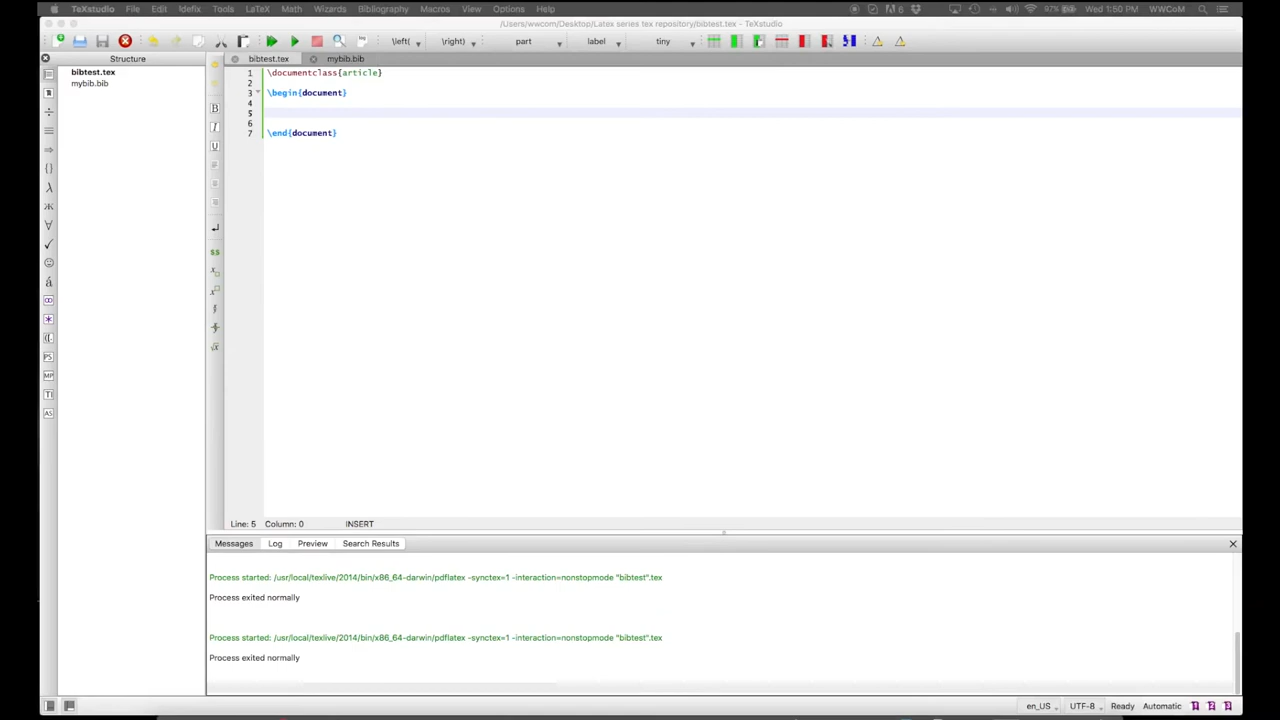 TeXstudio File Edit Idefix Tools LaTeX Math Wizards Bibliography Macros View Options Help 8 97% Wed 1:50 PM WWCoM
/Users/wwcom/Desktop/Latex series tex repository/bibtest.tex - TeXstudio
\left( \right) part label tiny
Structure bibtest.tex mybib.bib
bibtest.tex
mybib.bib
1 \documentclass{article}
2
3 \begin{document}
4
5
6
7 \end{document}
Line: 5 Column: 0 INSERT
Messages Log Preview Search Results
Process started: /usr/local/texlive/2014/bin/x86_64-darwin/pdflatex -synctex=1 -interaction=nonstopmode "bibtest".tex
Process exited normally
Process started: /usr/local/texlive/2014/bin/x86_64-darwin/pdflatex -synctex=1 -interaction=nonstopmode "bibtest".tex
Process exited normally
en_US UTF-8 Ready Automatic